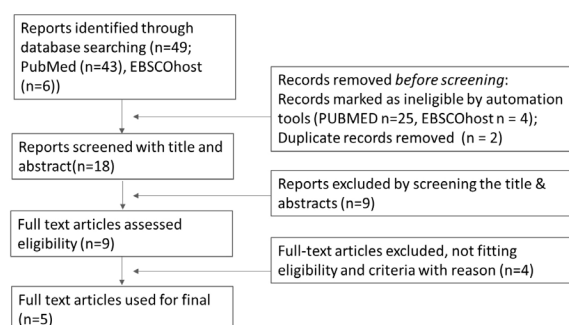 Reports identified through
database searching (n=49;
PubMed (n=43), EBSCOhost
(n=6))
Records removed before screening:
Records marked as ineligible by automation
tools (PUBMED n=25, EBSCOhost n = 4);
Duplicate records removed (n = 2)
Reports screened with title and
abstract(n=18)
Reports excluded by screening the title &
abstracts (n=9)
Full text articles assessed
eligibility (n=9)
Full-text articles excluded, not fitting
eligibility and criteria with reason (n=4)
Full text articles used for final
(n=5)